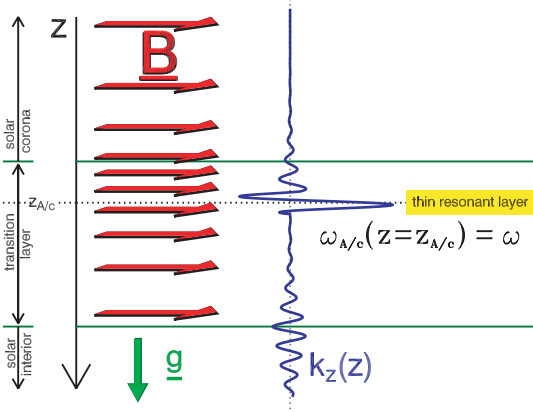 z
B
solar
corona
z_A/c
transition
layer
thin resonant layer
ω_A/c(z=z_A/c) = ω
solar
interior
g
k_z(z)